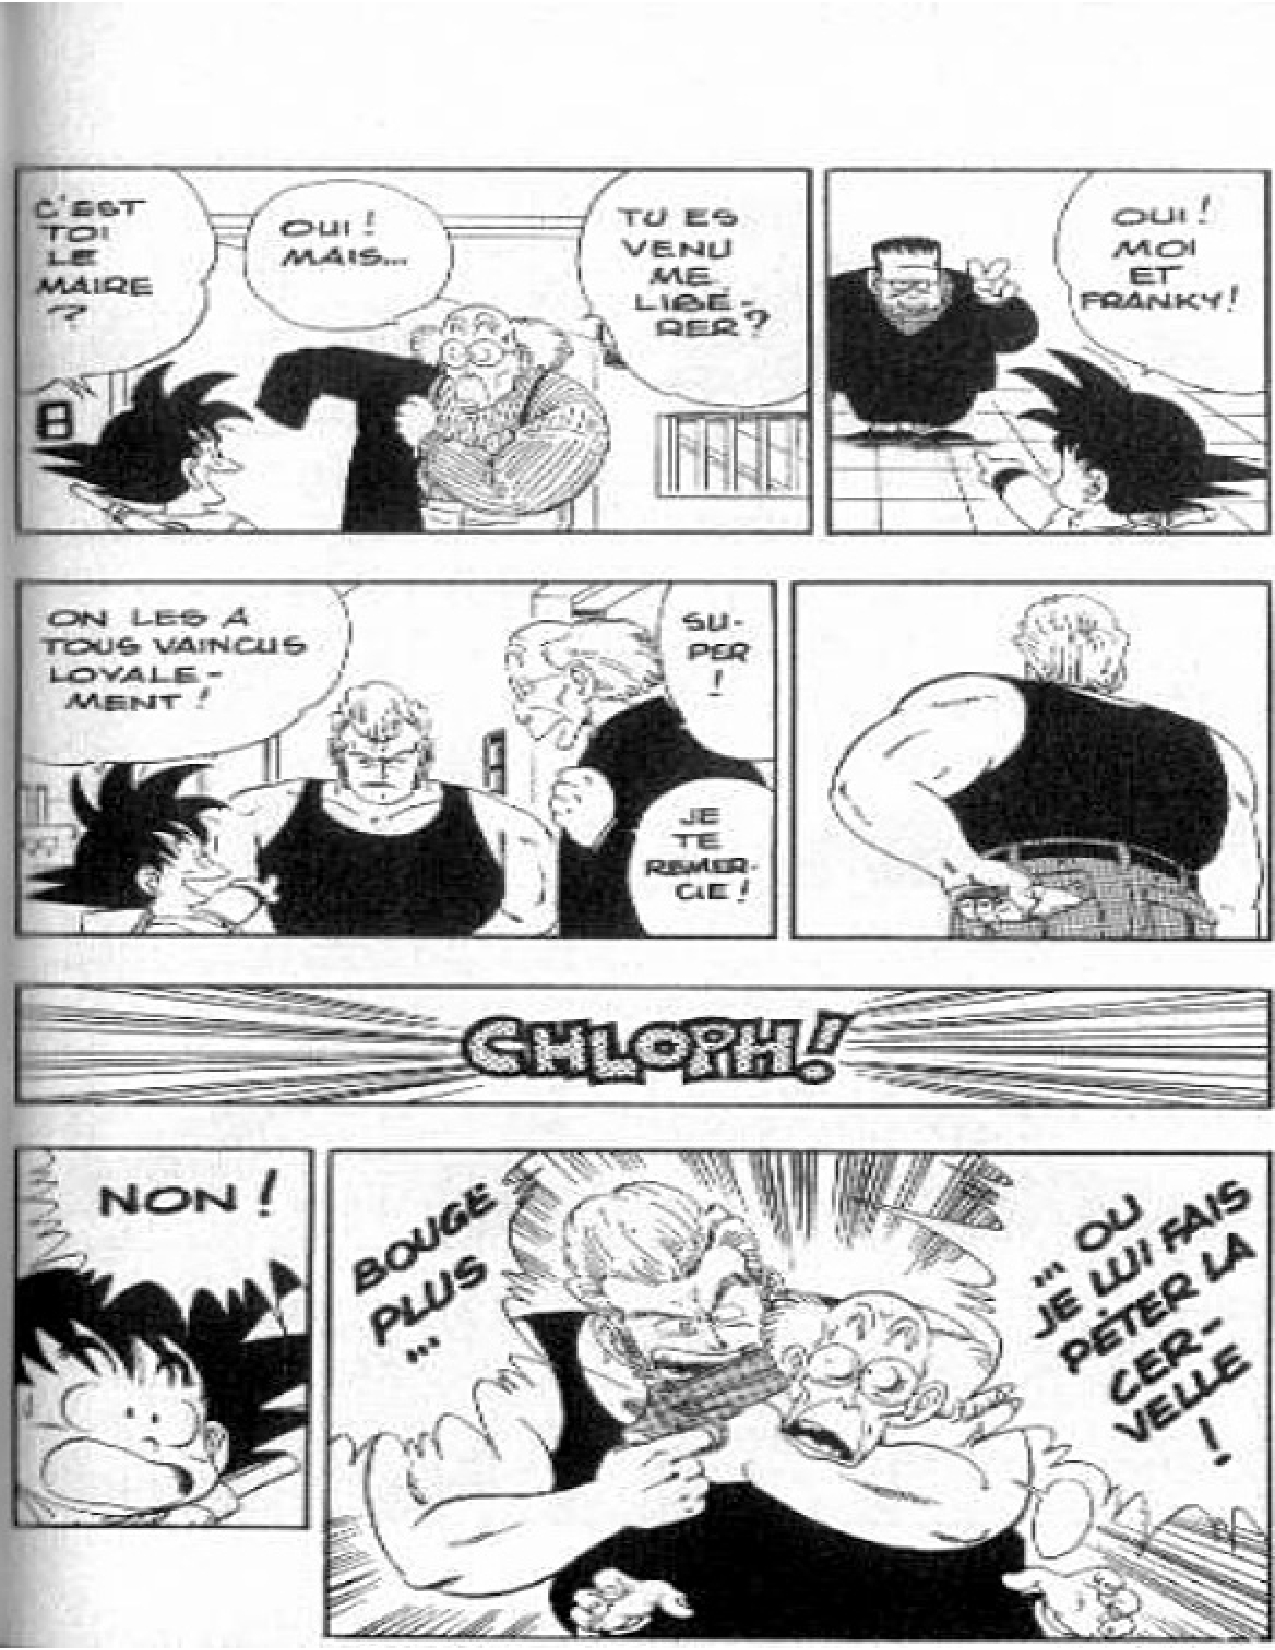 C'EST
TOI
LE
MAIRE
?
OUI !
MAIS...
TU ES
VENU
ME
LIBÉ-
RER ?
OUI !
MOI
ET
FRANKY !
ON LES A
TOUS VAINCUS
LOYALE-
MENT !
SU-
PER
!
JE
TE
REMER-
CIE !
CHLOPH!
NON !
BOUGE
PLUS
...
... OU
JE LUI FAIS
PÉTER LA
CER-
VELLE
!